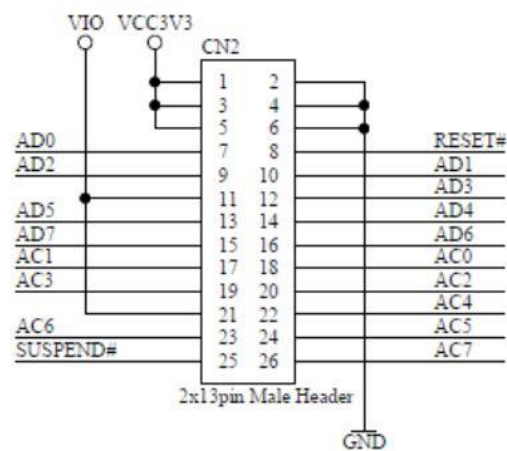 VIO VCC3V3
CN2
1 2
3 4
5 6
AD0 7 8 RESET#
AD2 9 10 AD1
11 12 AD3
AD5 13 14 AD4
AD7 15 16 AD6
AC1 17 18 AC0
AC3 19 20 AC2
21 22 AC4
AC6 23 24 AC5
SUSPEND# 25 26 AC7
2x13pin Male Header
GND